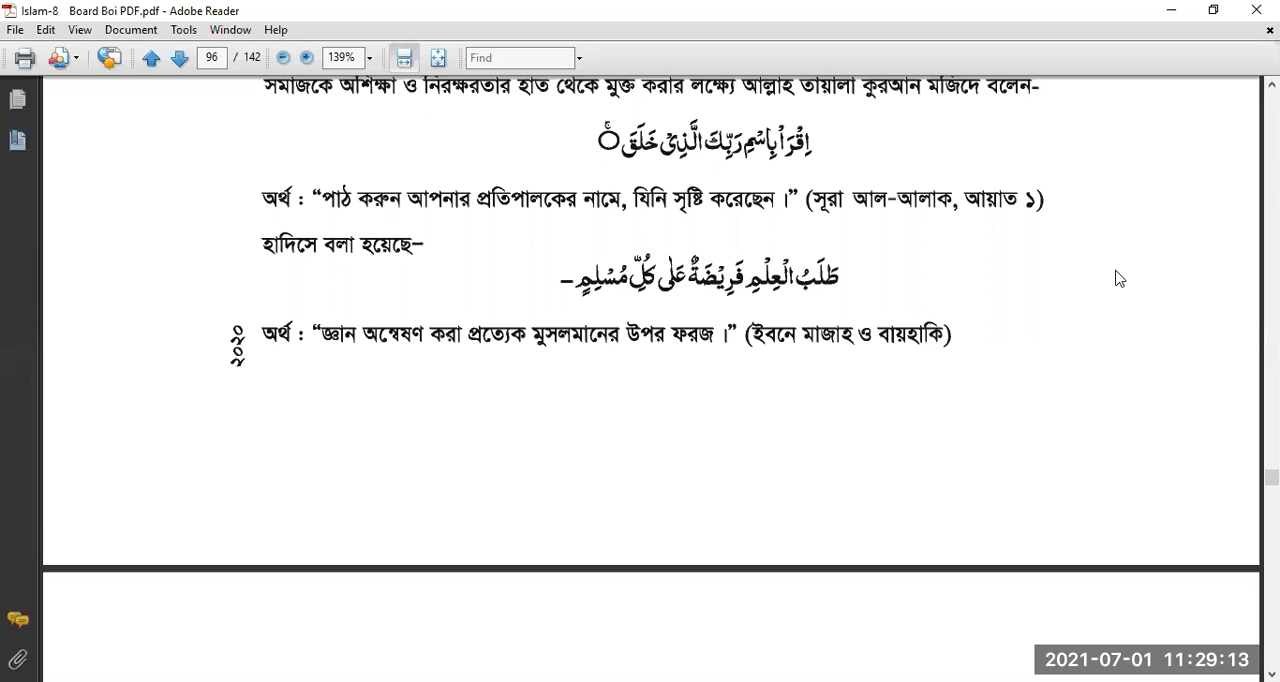 Islam-8 Board Boi PDF.pdf - Adobe Reader
File Edit View Document Tools Window Help
96 / 142 139% Find
সমাজকে অশিক্ষা ও নিরক্ষরতার হাত থেকে মুক্ত করার লক্ষ্যে আল্লাহ তায়ালা কুরআন মজিদে বলেন-
اِقْرَاْ بِاسْمِ رَبِّكَ الَّذِىْ خَلَقَ ۚ
অর্থ : “পাঠ করুন আপনার প্রতিপালকের নামে, যিনি সৃষ্টি করেছেন।” (সূরা আল-আলাক, আয়াত ১)
হাদিসে বলা হয়েছে–
طَلَبُ الْعِلْمِ فَرِيْضَةٌ عَلٰى كُلِّ مُسْلِمٍ –
অর্থ : “জ্ঞান অন্বেষণ করা প্রত্যেক মুসলমানের উপর ফরজ।” (ইবনে মাজাহ ও বায়হাকি)
২০২০
2021-07-01 11:29:13